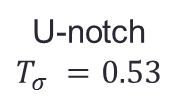 U-notch
Tσ = 0.53